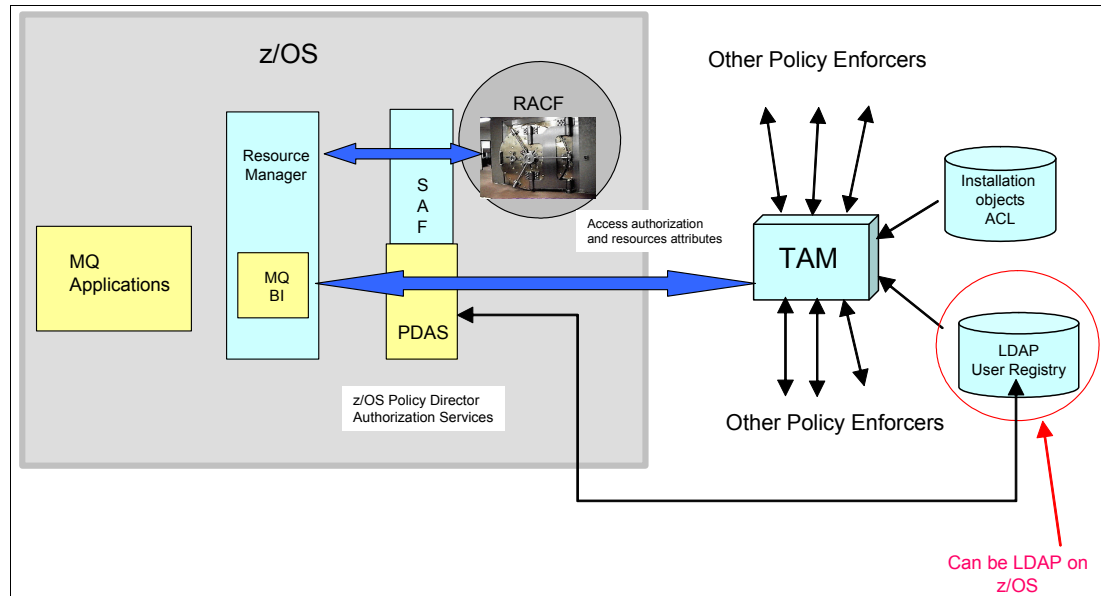 z/OS
RACF
Resource
Manager
S
A
F
MQ
Applications
MQ
BI
PDAS
z/OS Policy Director
Authorization Services
Access authorization
and resources attributes
Other Policy Enforcers
TAM
Installation
objects
ACL
LDAP
User Registry
Other Policy Enforcers
Can be LDAP on
z/OS